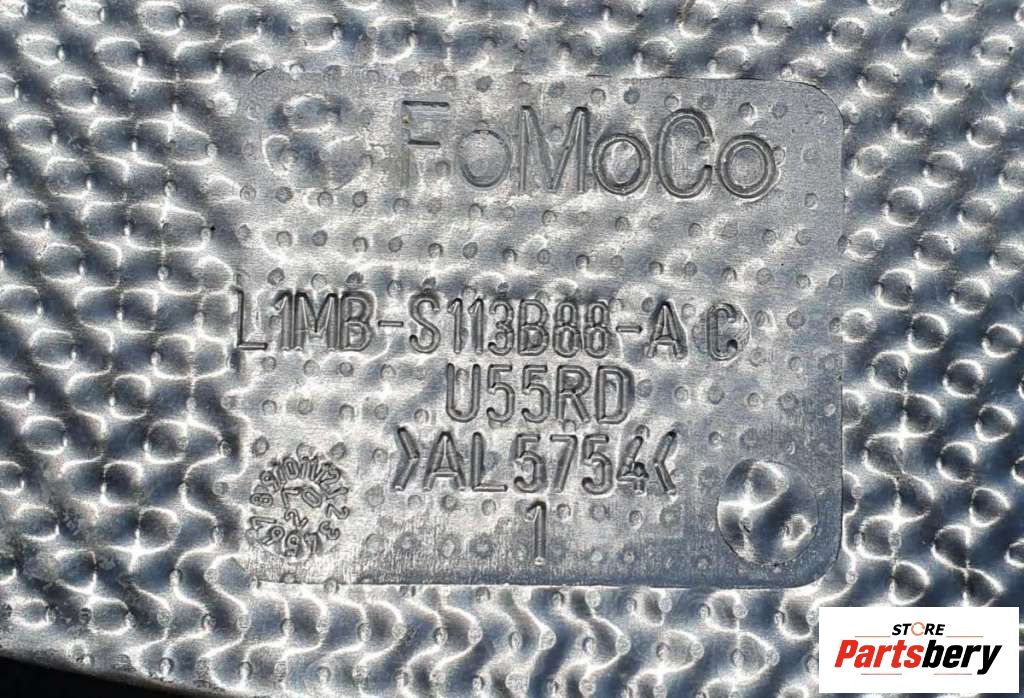 FoMoCo
L1MB-S113B88-AC
U55RD
>AL5754<
1
STORE
Partsbery